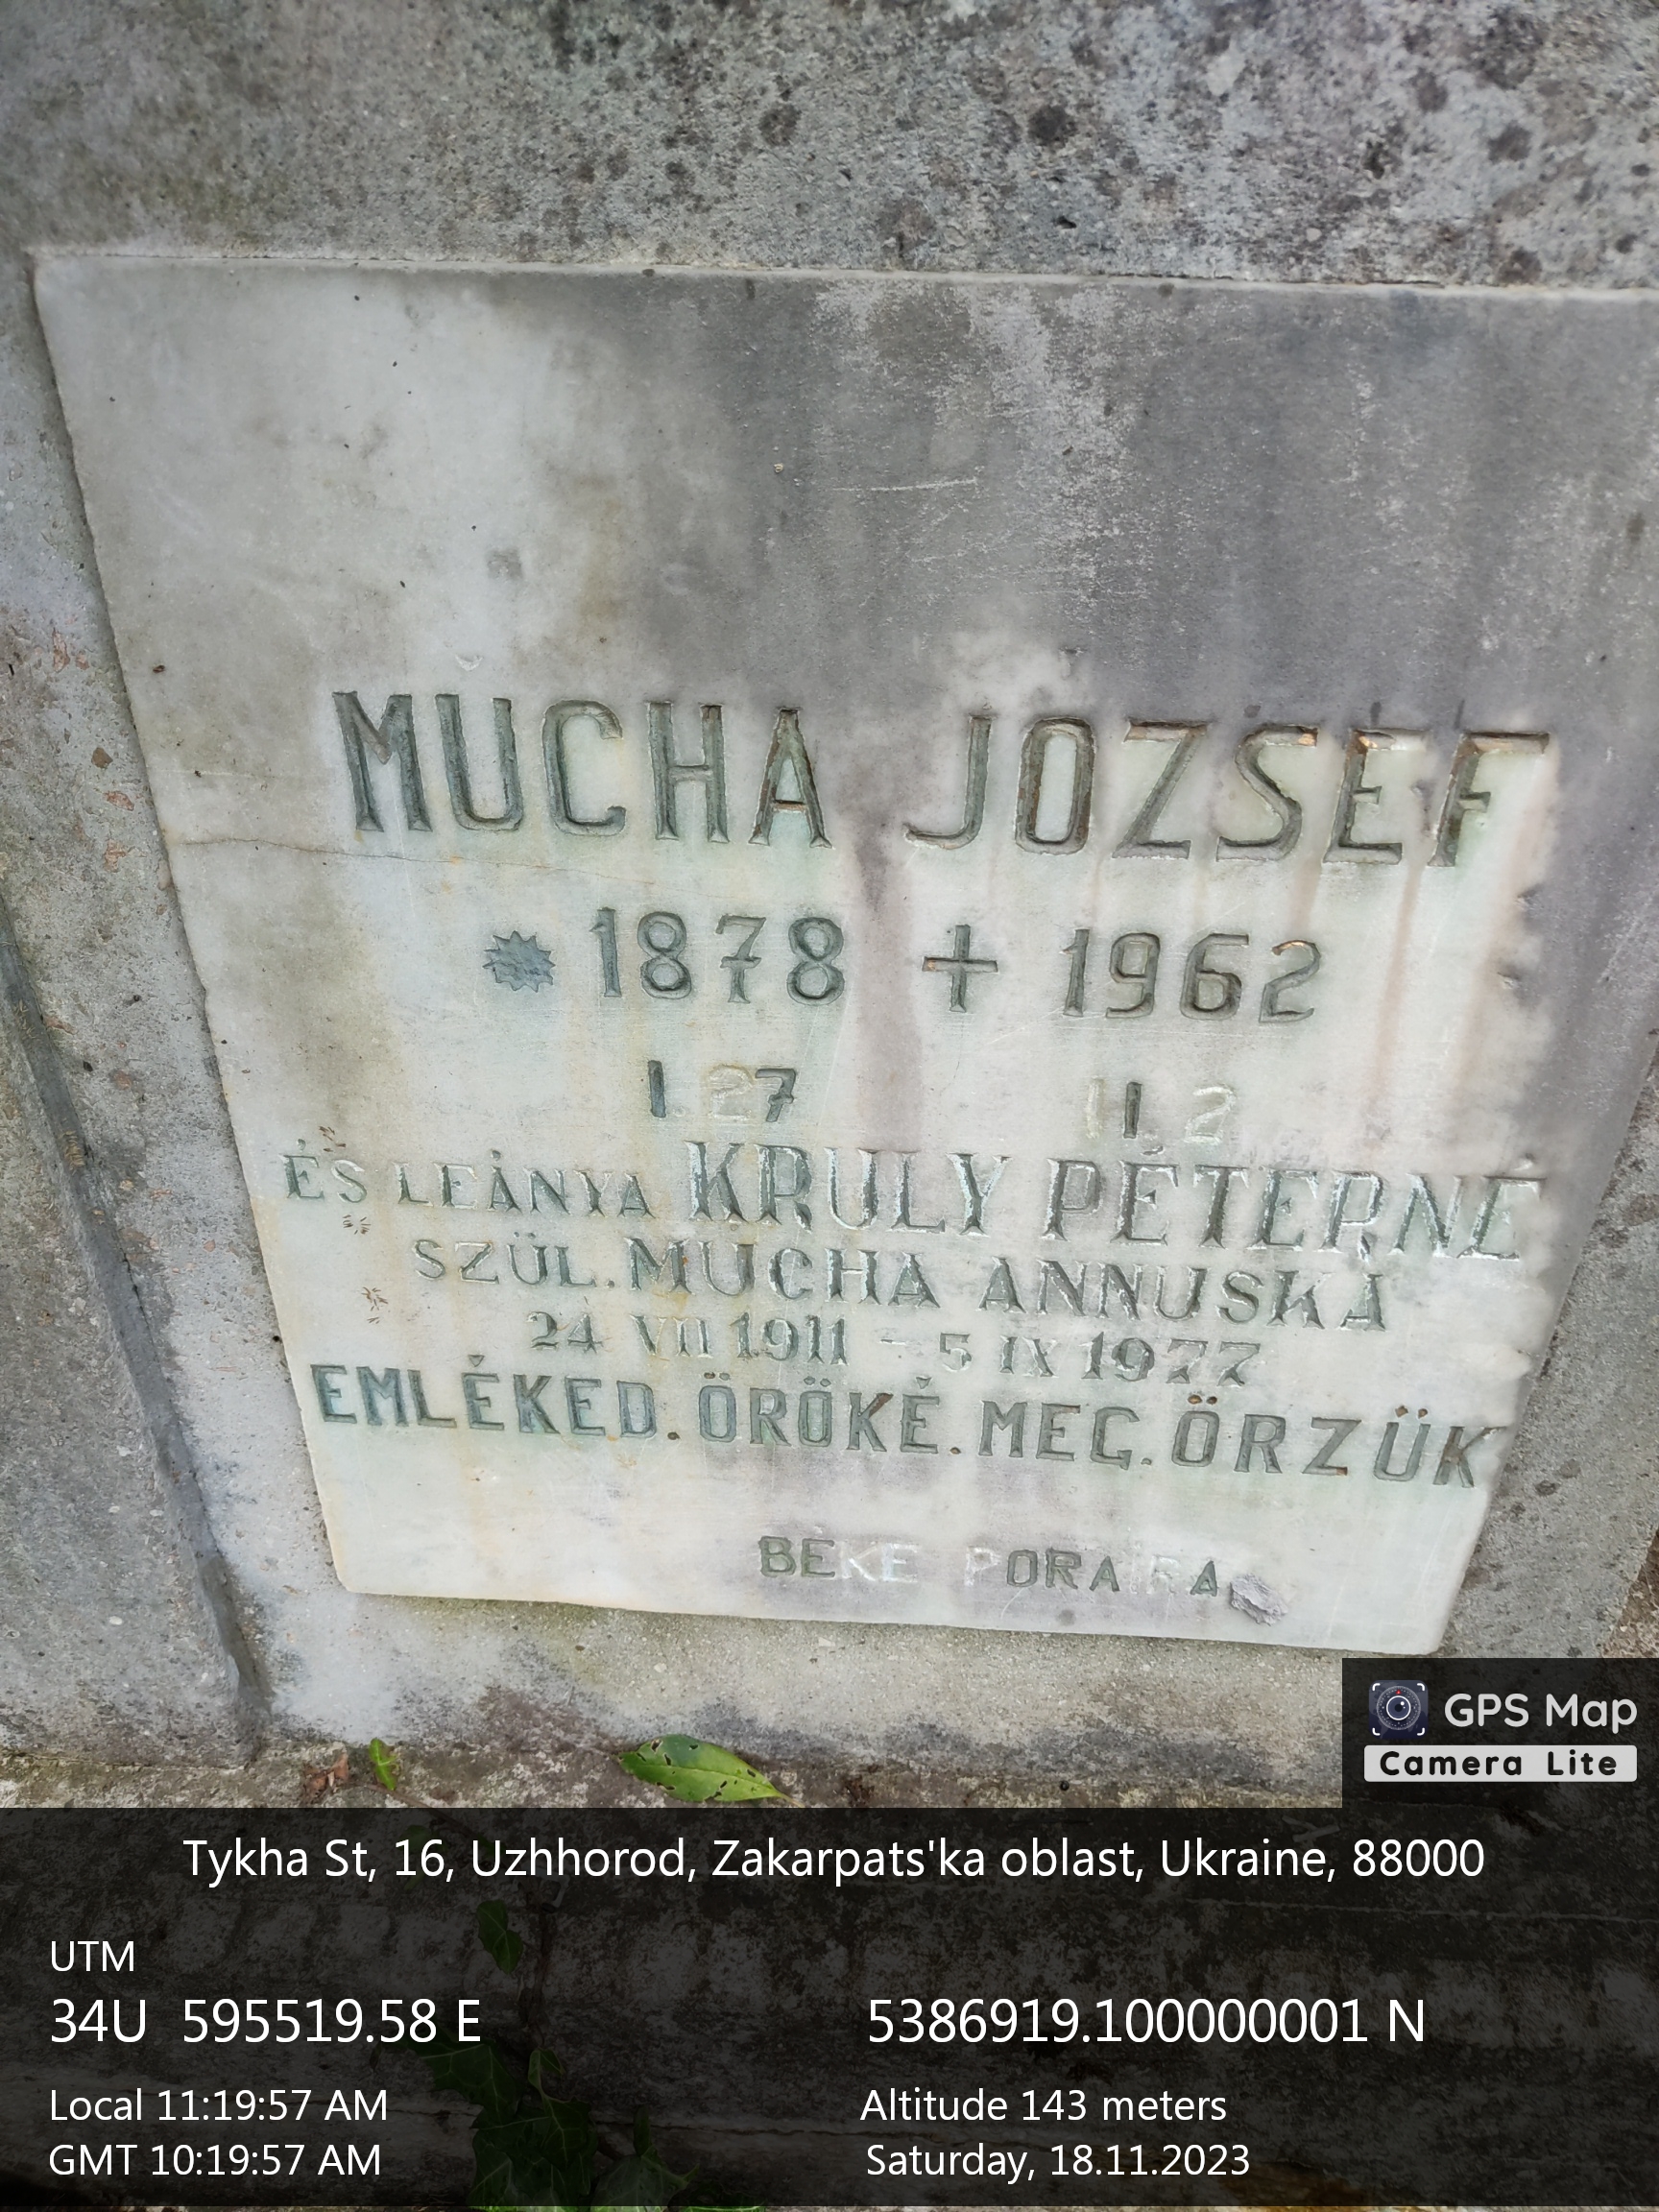 MUCHA JOZSEF
* 1878 + 1962
I. 27 II. 2
ÉS LEÁNYA KRULY PÉTERNÉ
SZÜL. MUCHA ANNUSKA
24 VII 1911 - 5 IX 1977
EMLÉKED. ÖRÖKÉ. MEG. ÖRZÜK
BÉKE PORAIRA
GPS Map
Camera Lite
Tykha St, 16, Uzhhorod, Zakarpats'ka oblast, Ukraine, 88000
UTM
34U 595519.58 E 5386919.100000001 N
Local 11:19:57 AM Altitude 143 meters
GMT 10:19:57 AM Saturday, 18.11.2023